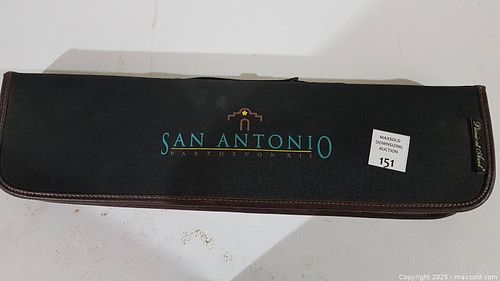 SAN ANTONIO
PARTHENON XII
MAXSOLD
DOWNSIZING
AUCTION
151
Copyright 2025 - maxsold.com